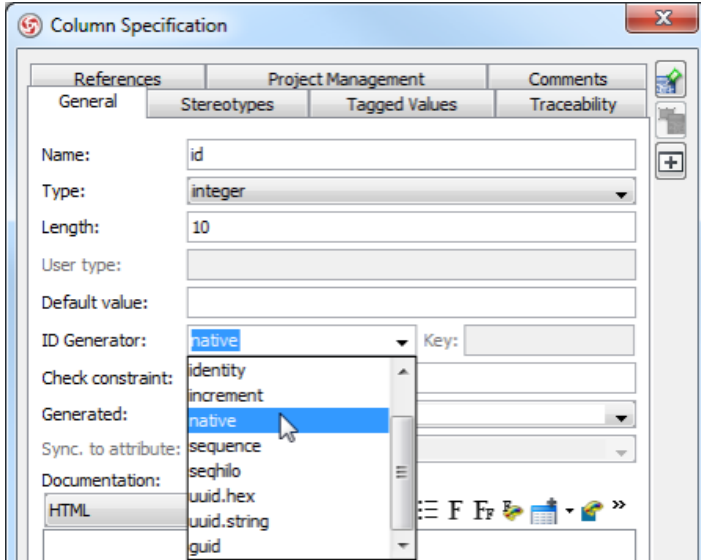 Column Specification
References Project Management Comments
General Stereotypes Tagged Values Traceability
Name: id
Type: integer
Length: 10
User type:
Default value:
ID Generator: native Key:
Check constraint: identity
increment
Generated: native
Sync. to attribute: sequence
seqhilo
Documentation:
HTML uuid.hex
uuid.string
guid
F FF »